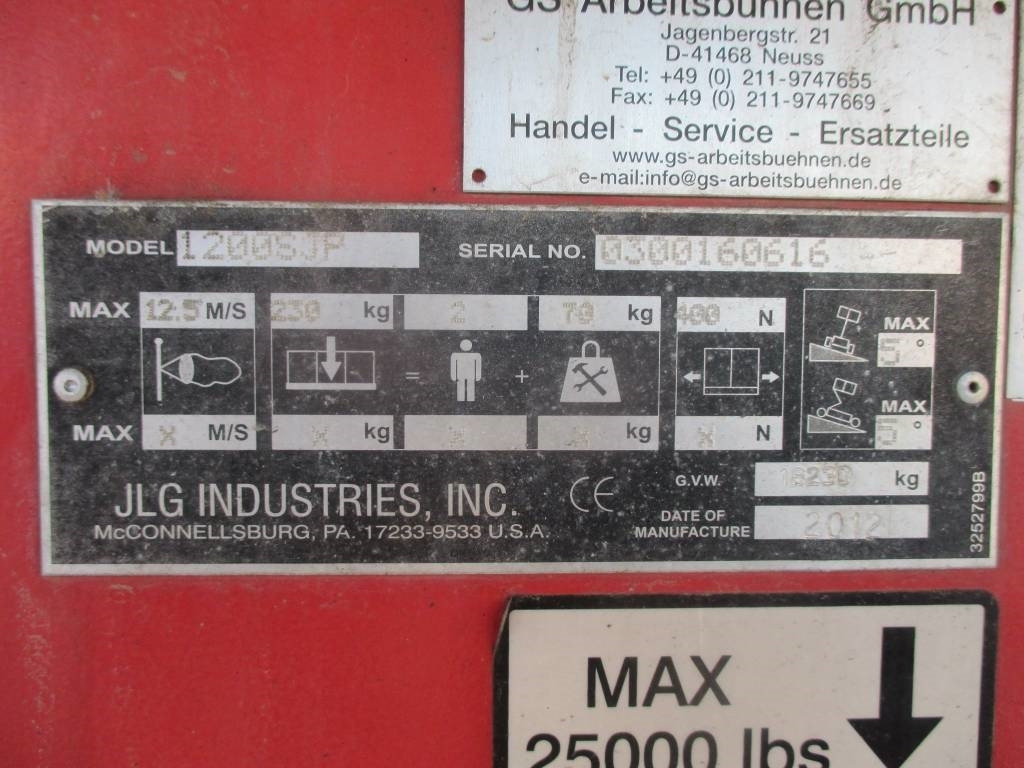 GS Arbeitsbühnen GmbH
Jagenbergstr. 21
D-41468 Neuss
Tel: +49 (0) 211-9747655
Fax: +49 (0) 211-9747669
Handel - Service - Ersatzteile
www.gs-arbeitsbuehnen.de
e-mail:info@gs-arbeitsbuehnen.de
MODEL 1200SJP SERIAL NO. 0300160616
MAX 12.5 M/S 230 kg 2 70 kg 400 N
MAX 5°
= +
MAX X M/S X kg X X kg X N
MAX 5°
G.V.W. 18230 kg
JLG INDUSTRIES, INC. CE
McCONNELLSBURG, PA. 17233-9533 U.S.A.
DATE OF
MANUFACTURE 2012
3252799B
MAX
25000 lbs